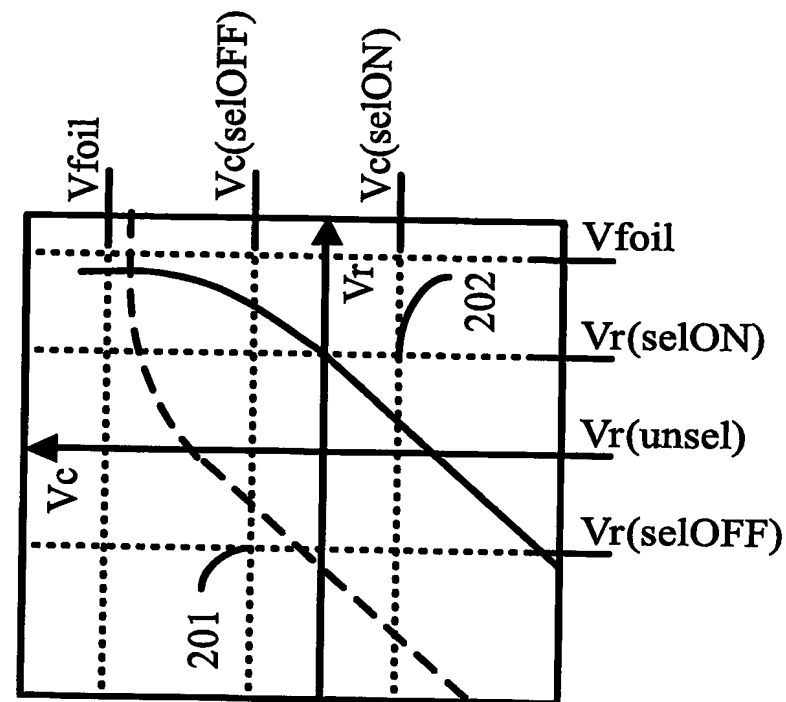 Vfoil
Vc(selOFF)
Vc(selON)
Vfoil
Vr
202
Vr(selON)
Vr(unsel)
Vc
Vr(selOFF)
201